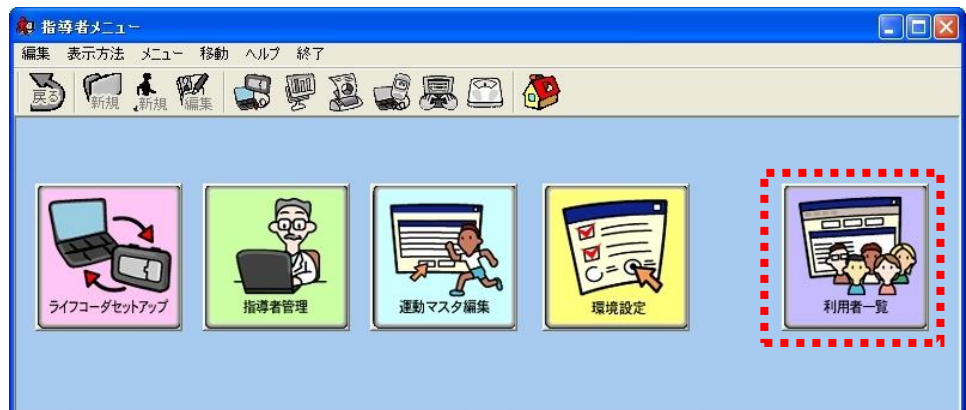 指導者メニュー
編集 表示方法 メニュー 移動 ヘルプ 終了
戻る 新規 新規 編集
ライフコーダセットアップ 指導者管理 運動マスタ編集 環境設定 利用者一覧